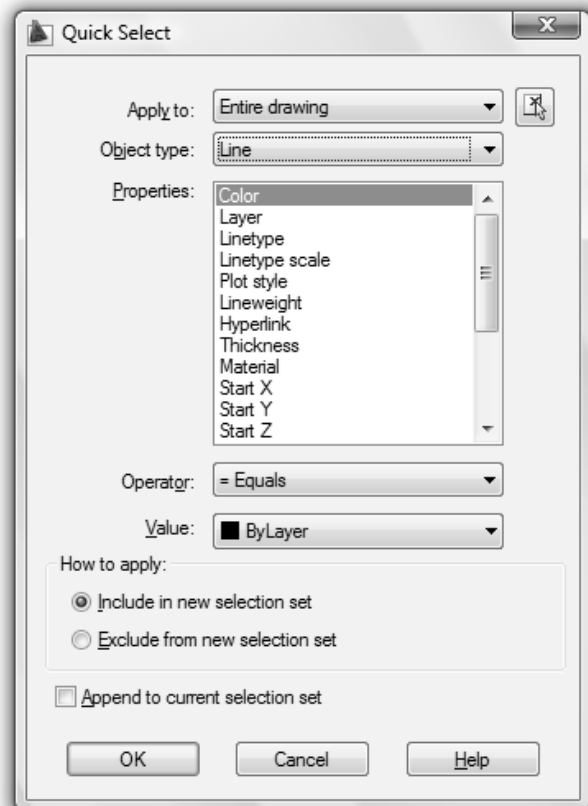 Quick Select
Apply to: Entire drawing
Object type: Line
Properties: Color
Layer
Linetype
Linetype scale
Plot style
Lineweight
Hyperlink
Thickness
Material
Start X
Start Y
Start Z
Operator: = Equals
Value: ByLayer
How to apply:
Include in new selection set
Exclude from new selection set
Append to current selection set
OK Cancel Help